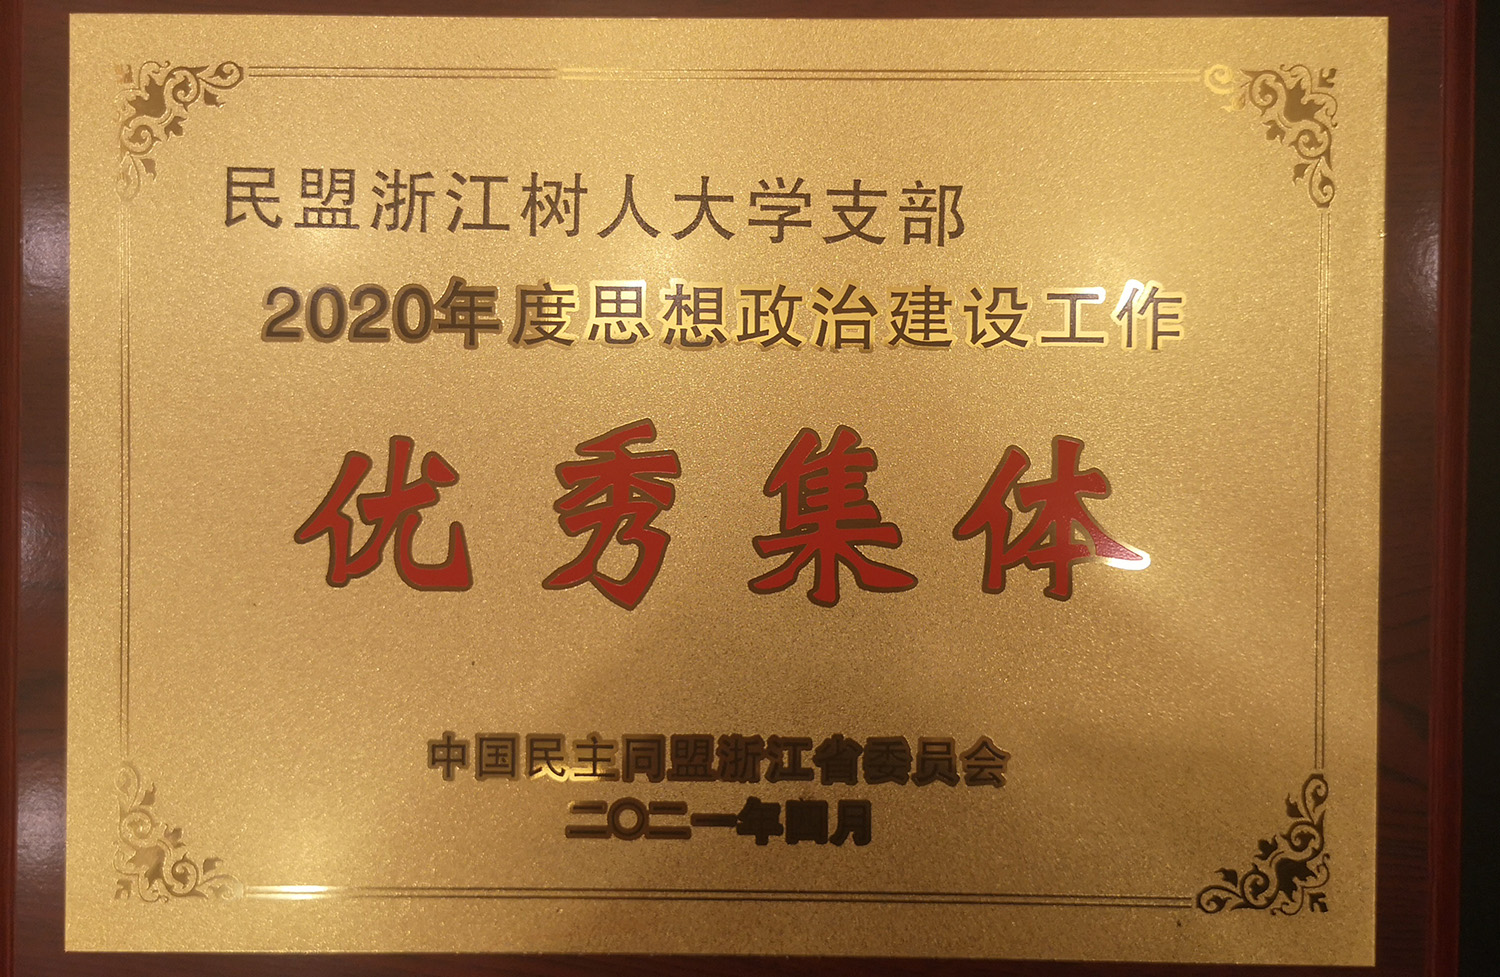 民盟浙江树人大学支部
2020年度思想政治建设工作
优秀集体
中国民主同盟浙江省委员会
二〇二一年四月